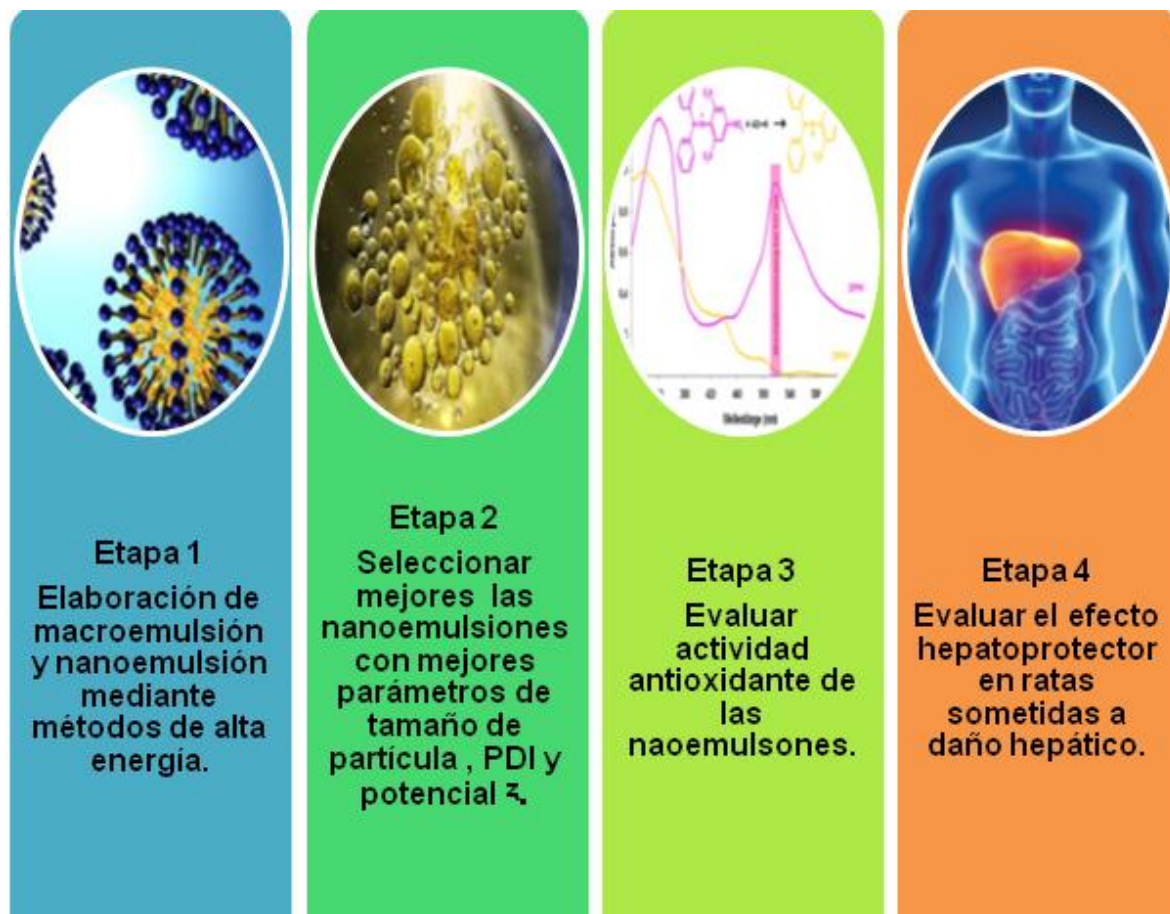 Etapa 1
Elaboración de
macroemulsión
y nanoemulsión
mediante
métodos de alta
energía.
Etapa 2
Seleccionar
mejores las
nanoemulsiones
con mejores
parámetros de
tamaño de
partícula , PDI y
potencial
Etapa 3
Evaluar
actividad
antioxidante de
las
naoemulsones.
Etapa 4
Evaluar el efecto
hepatoprotector
en ratas
sometidas a
daño hepático.